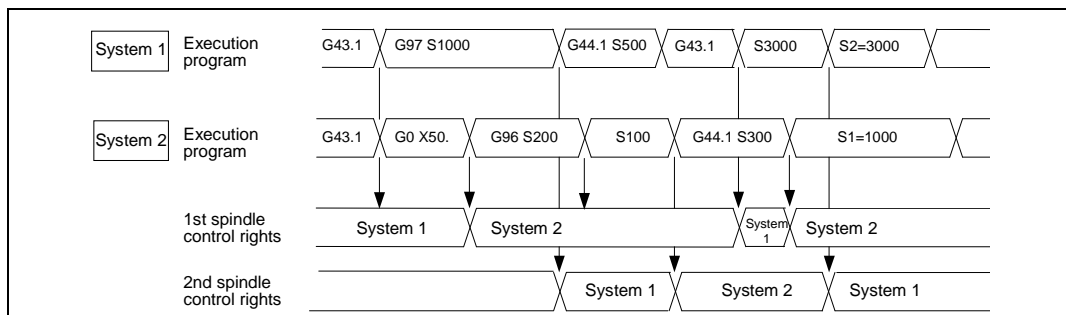 System 1
Execution
program
G43.1 G97 S1000 G44.1 S500 G43.1 S3000 S2=3000
System 2
Execution
program
G43.1 G0 X50. G96 S200 S100 G44.1 S300 S1=1000
1st spindle
control rights
System 1 System 2 System 1 System 2
2nd spindle
control rights
System 1 System 2 System 1